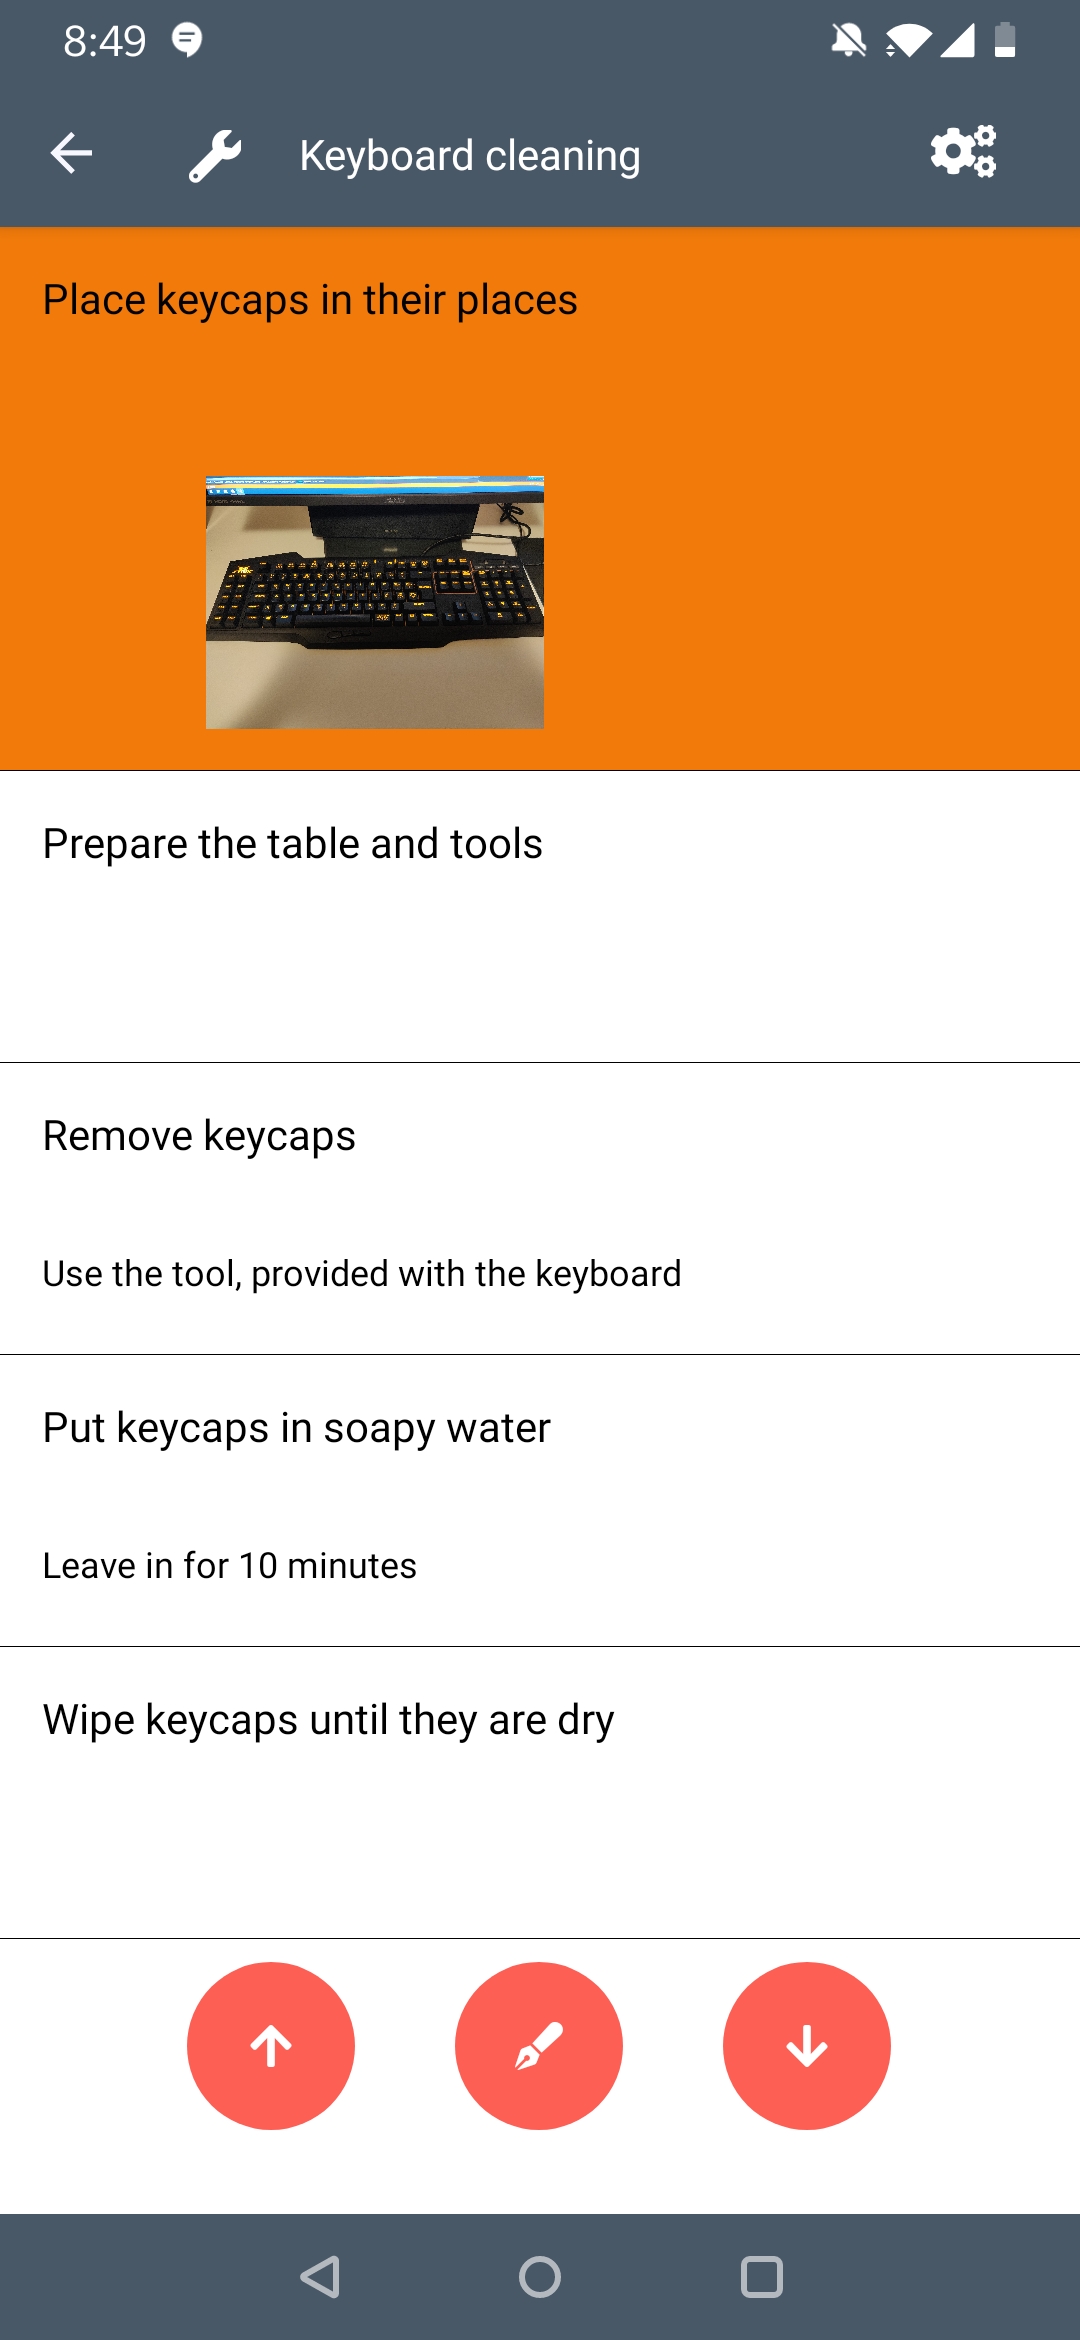 8:49
Keyboard cleaning
Place keycaps in their places
Prepare the table and tools
Remove keycaps
Use the tool, provided with the keyboard
Put keycaps in soapy water
Leave in for 10 minutes
Wipe keycaps until they are dry